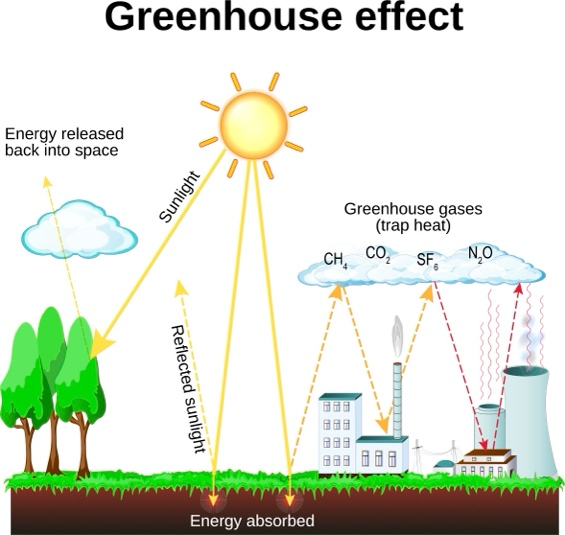 Greenhouse effect
Energy released
back into space
Sunlight
Greenhouse gases
(trap heat)
CH₄ CO₂ SF₆ N₂O
Reflected sunlight
Energy absorbed